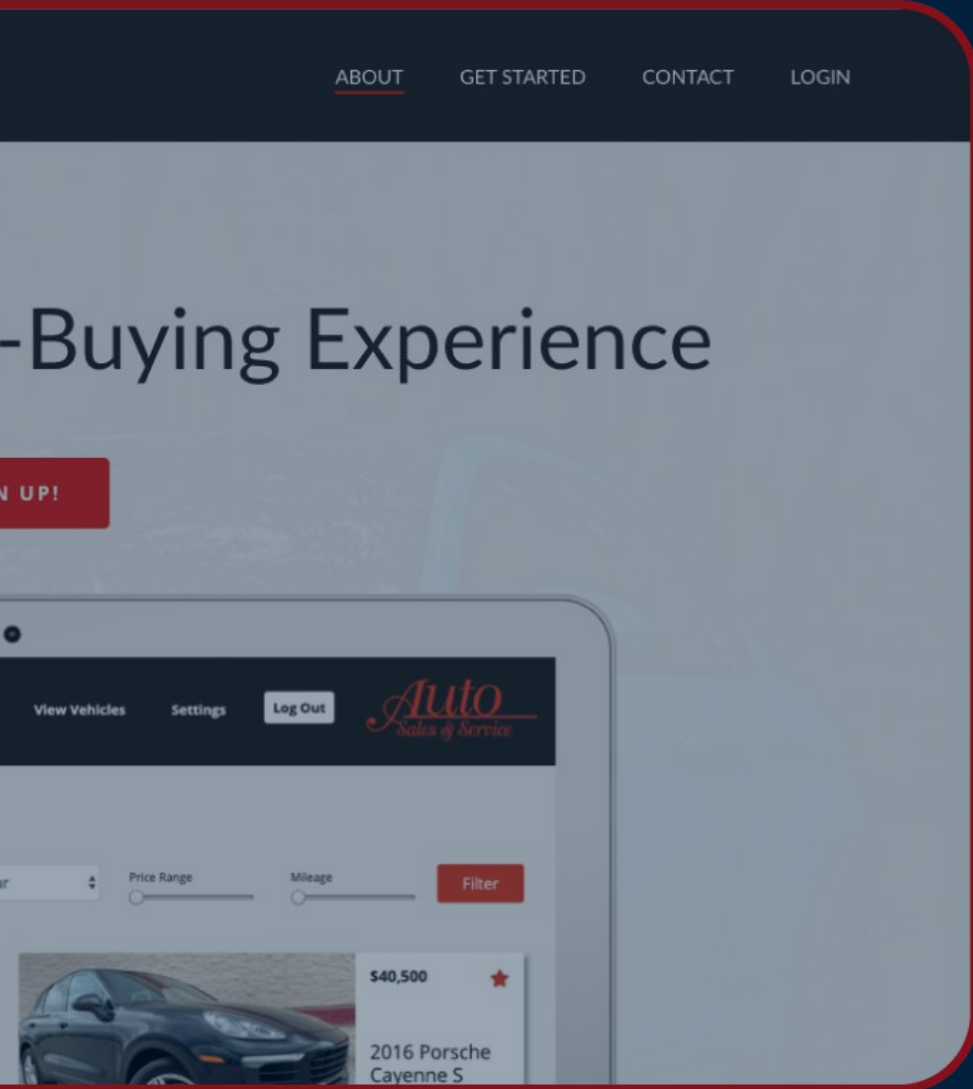 ABOUT GET STARTED CONTACT LOGIN
-Buying Experience
N UP!
View Vehicles Settings Log Out Auto
Sales & Service
ar Price Range Mileage Filter
$40,500
2016 Porsche
Cayenne S